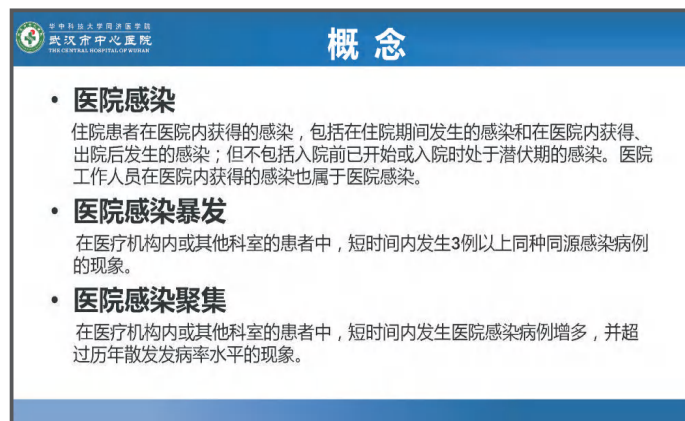 华中科技大学同济医学院
武汉市中心医院
THE CENTRAL HOSPITAL OF WUHAN
概 念
• 医院感染
住院患者在医院内获得的感染，包括在住院期间发生的感染和在医院内获得、
出院后发生的感染；但不包括入院前已开始或入院时处于潜伏期的感染。医院
工作人员在医院内获得的感染也属于医院感染。
• 医院感染暴发
在医疗机构内或其他科室的患者中，短时间内发生3例以上同种同源感染病例
的现象。
• 医院感染聚集
在医疗机构内或其他科室的患者中，短时间内发生医院感染病例增多，并超
过历年散发发病率水平的现象。